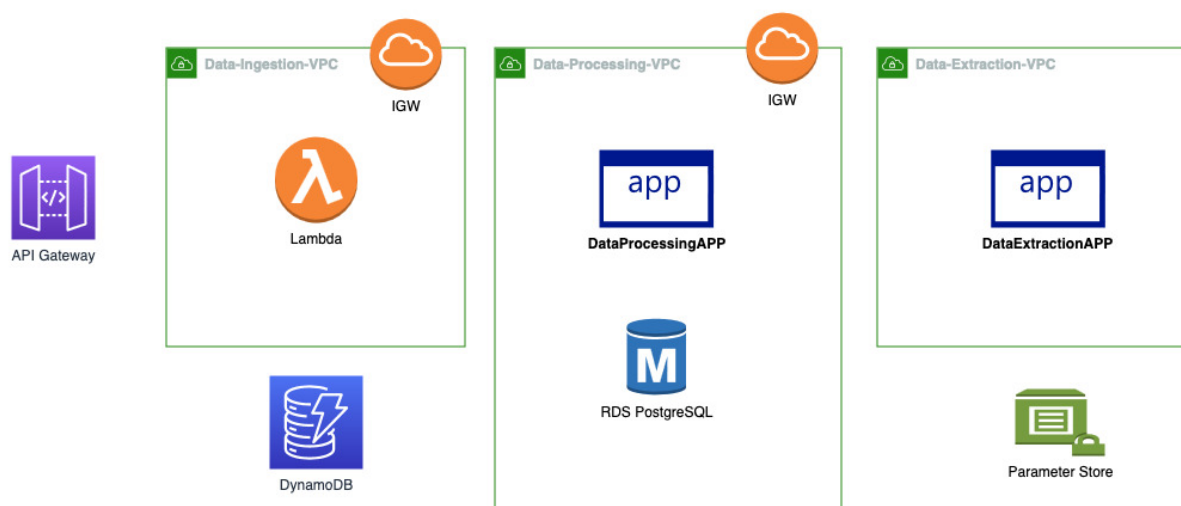 Data-Ingestion-VPC
IGW
Data-Processing-VPC
IGW
Data-Extraction-VPC
API Gateway
</>
λ
Lambda
app
DataProcessingAPP
app
DataExtractionAPP
M
RDS PostgreSQL
DynamoDB
Parameter Store